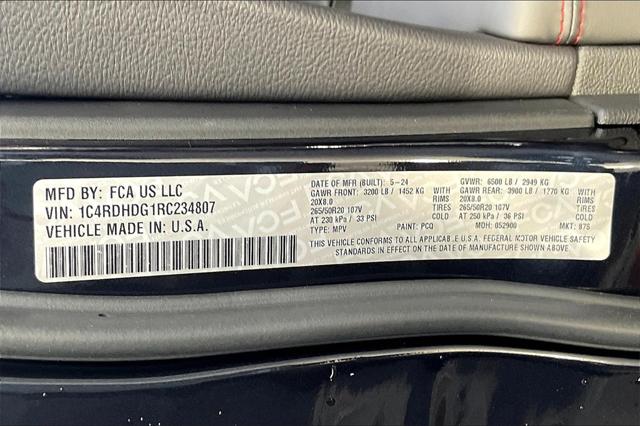 MFD BY: FCA US LLC
VIN: 1C4RDHDG1RC234807
VEHICLE MADE IN: U.S.A.
DATE OF MFR (BUILT): 5-24 GVWR: 6500 LB / 2949 KG
GAWR FRONT: 3200 LB / 1452 KG WITH GAWR REAR: 3900 LB / 1770 KG WITH
20X8.0 RIMS 20X8.0 RIMS
265/50R20 107V TIRES 265/50R20 107V TIRES
AT 230 kPa / 33 PSI COLD AT 250 kPa / 36 PSI COLD
TYPE: MPV PAINT: PCQ MDH: 052900 MKT: 875
THIS VEHICLE CONFORMS TO ALL APPLICABLE U.S.A. FEDERAL MOTOR VEHICLE SAFETY
STANDARDS IN EFFECT ON THE DATE OF MANUFACTURE SHOWN ABOVE.